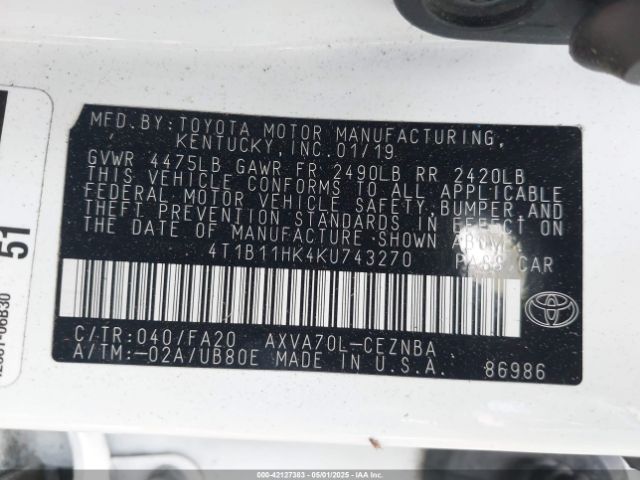 MFD.BY:TOYOTA MOTOR MANUFACTURING,
KENTUCKY,INC. 01/19
GVWR 4475LB GAWR FR 2490LB RR 2420LB
THIS VEHICLE CONFORMS TO ALL APPLICABLE
FEDERAL MOTOR VEHICLE SAFETY,BUMPER,AND
THEFT PREVENTION STANDARDS IN EFFECT ON
THE DATE OF MANUFACTURE SHOWN ABOVE.
4T1B11HK4KU743270 PASS.CAR
C/TR:040/FA20 AXVA70L-CEZNBA
A/TM:-02A/UB80E MADE IN U.S.A. 86986
51
-06B30
000-42127383 - 05/01/2025 - IAA Inc. Copyright